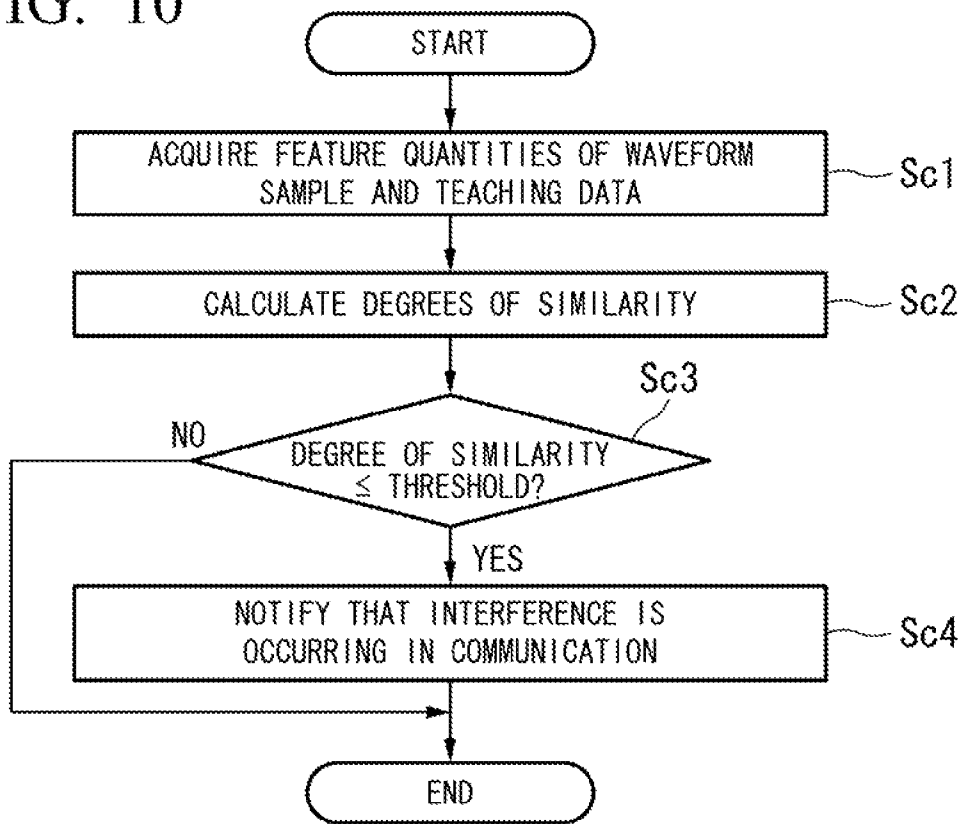 FIG. 10
START
ACQUIRE FEATURE QUANTITIES OF WAVEFORM
SAMPLE AND TEACHING DATA
Sc1
CALCULATE DEGREES OF SIMILARITY
Sc2
Sc3
NO
DEGREE OF SIMILARITY
≤ THRESHOLD?
YES
NOTIFY THAT INTERFERENCE IS
OCCURRING IN COMMUNICATION
Sc4
END